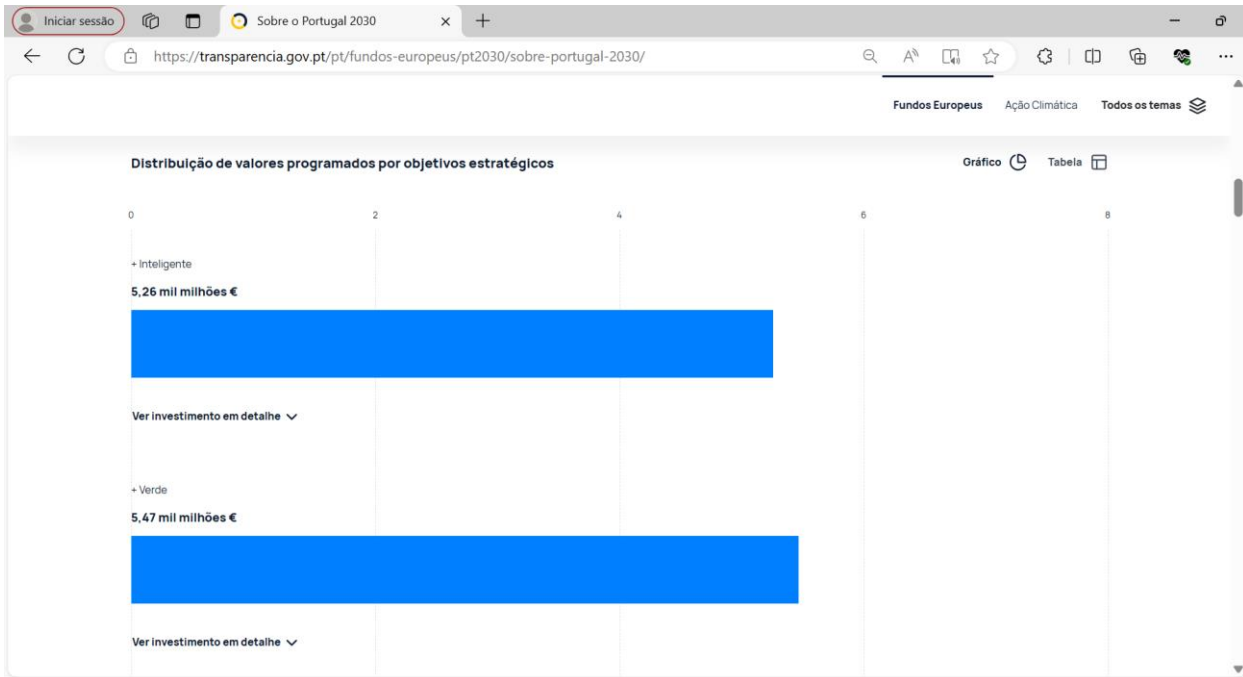 Iniciar sessão
Sobre o Portugal 2030
https://transparencia.gov.pt/pt/fundos-europeus/pt2030/sobre-portugal-2030/
Fundos Europeus Ação Climática Todos os temas
Distribuição de valores programados por objetivos estratégicos Gráfico Tabela
0 2 4 6 8
+ Inteligente
5,26 mil milhões €
Ver investimento em detalhe
+ Verde
5,47 mil milhões €
Ver investimento em detalhe